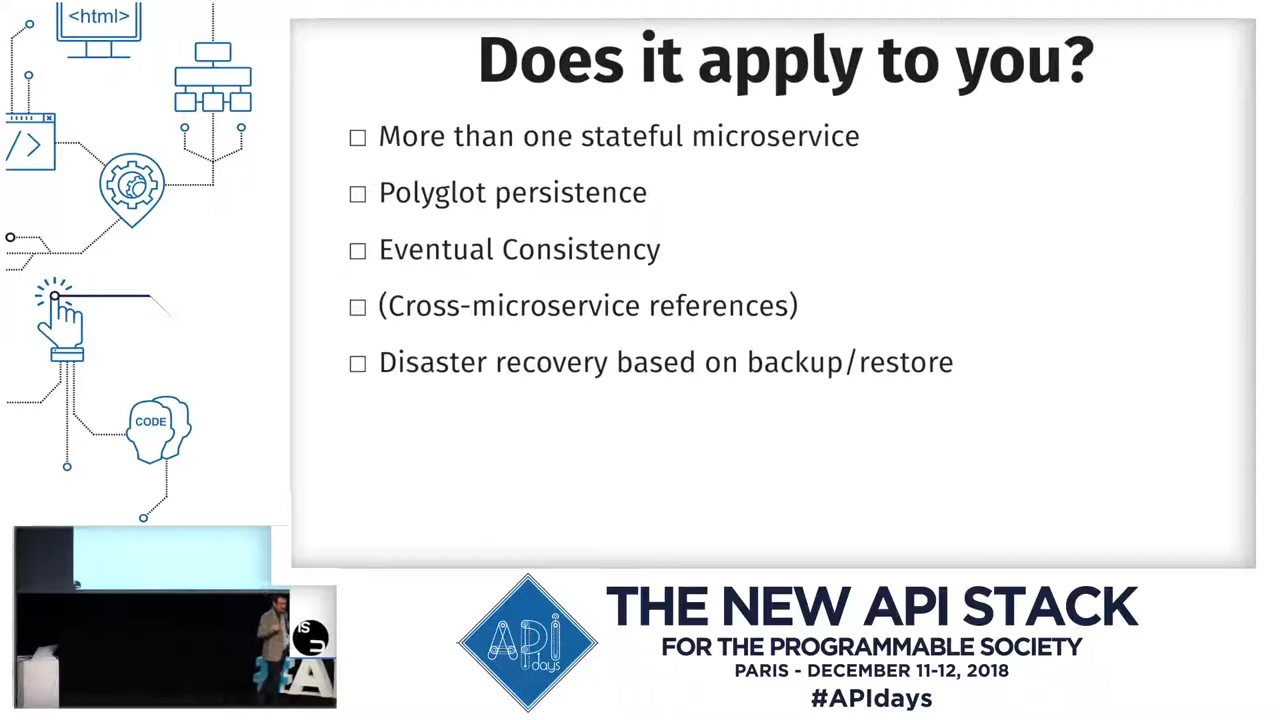 <html>
Does it apply to you?
□ More than one stateful microservice
□ Polyglot persistence
□ Eventual Consistency
□ (Cross-microservice references)
□ Disaster recovery based on backup/restore
</>
CODE
IS
A
API
days
THE NEW API STACK
FOR THE PROGRAMMABLE SOCIETY
PARIS - DECEMBER 11-12, 2018
#APIdays